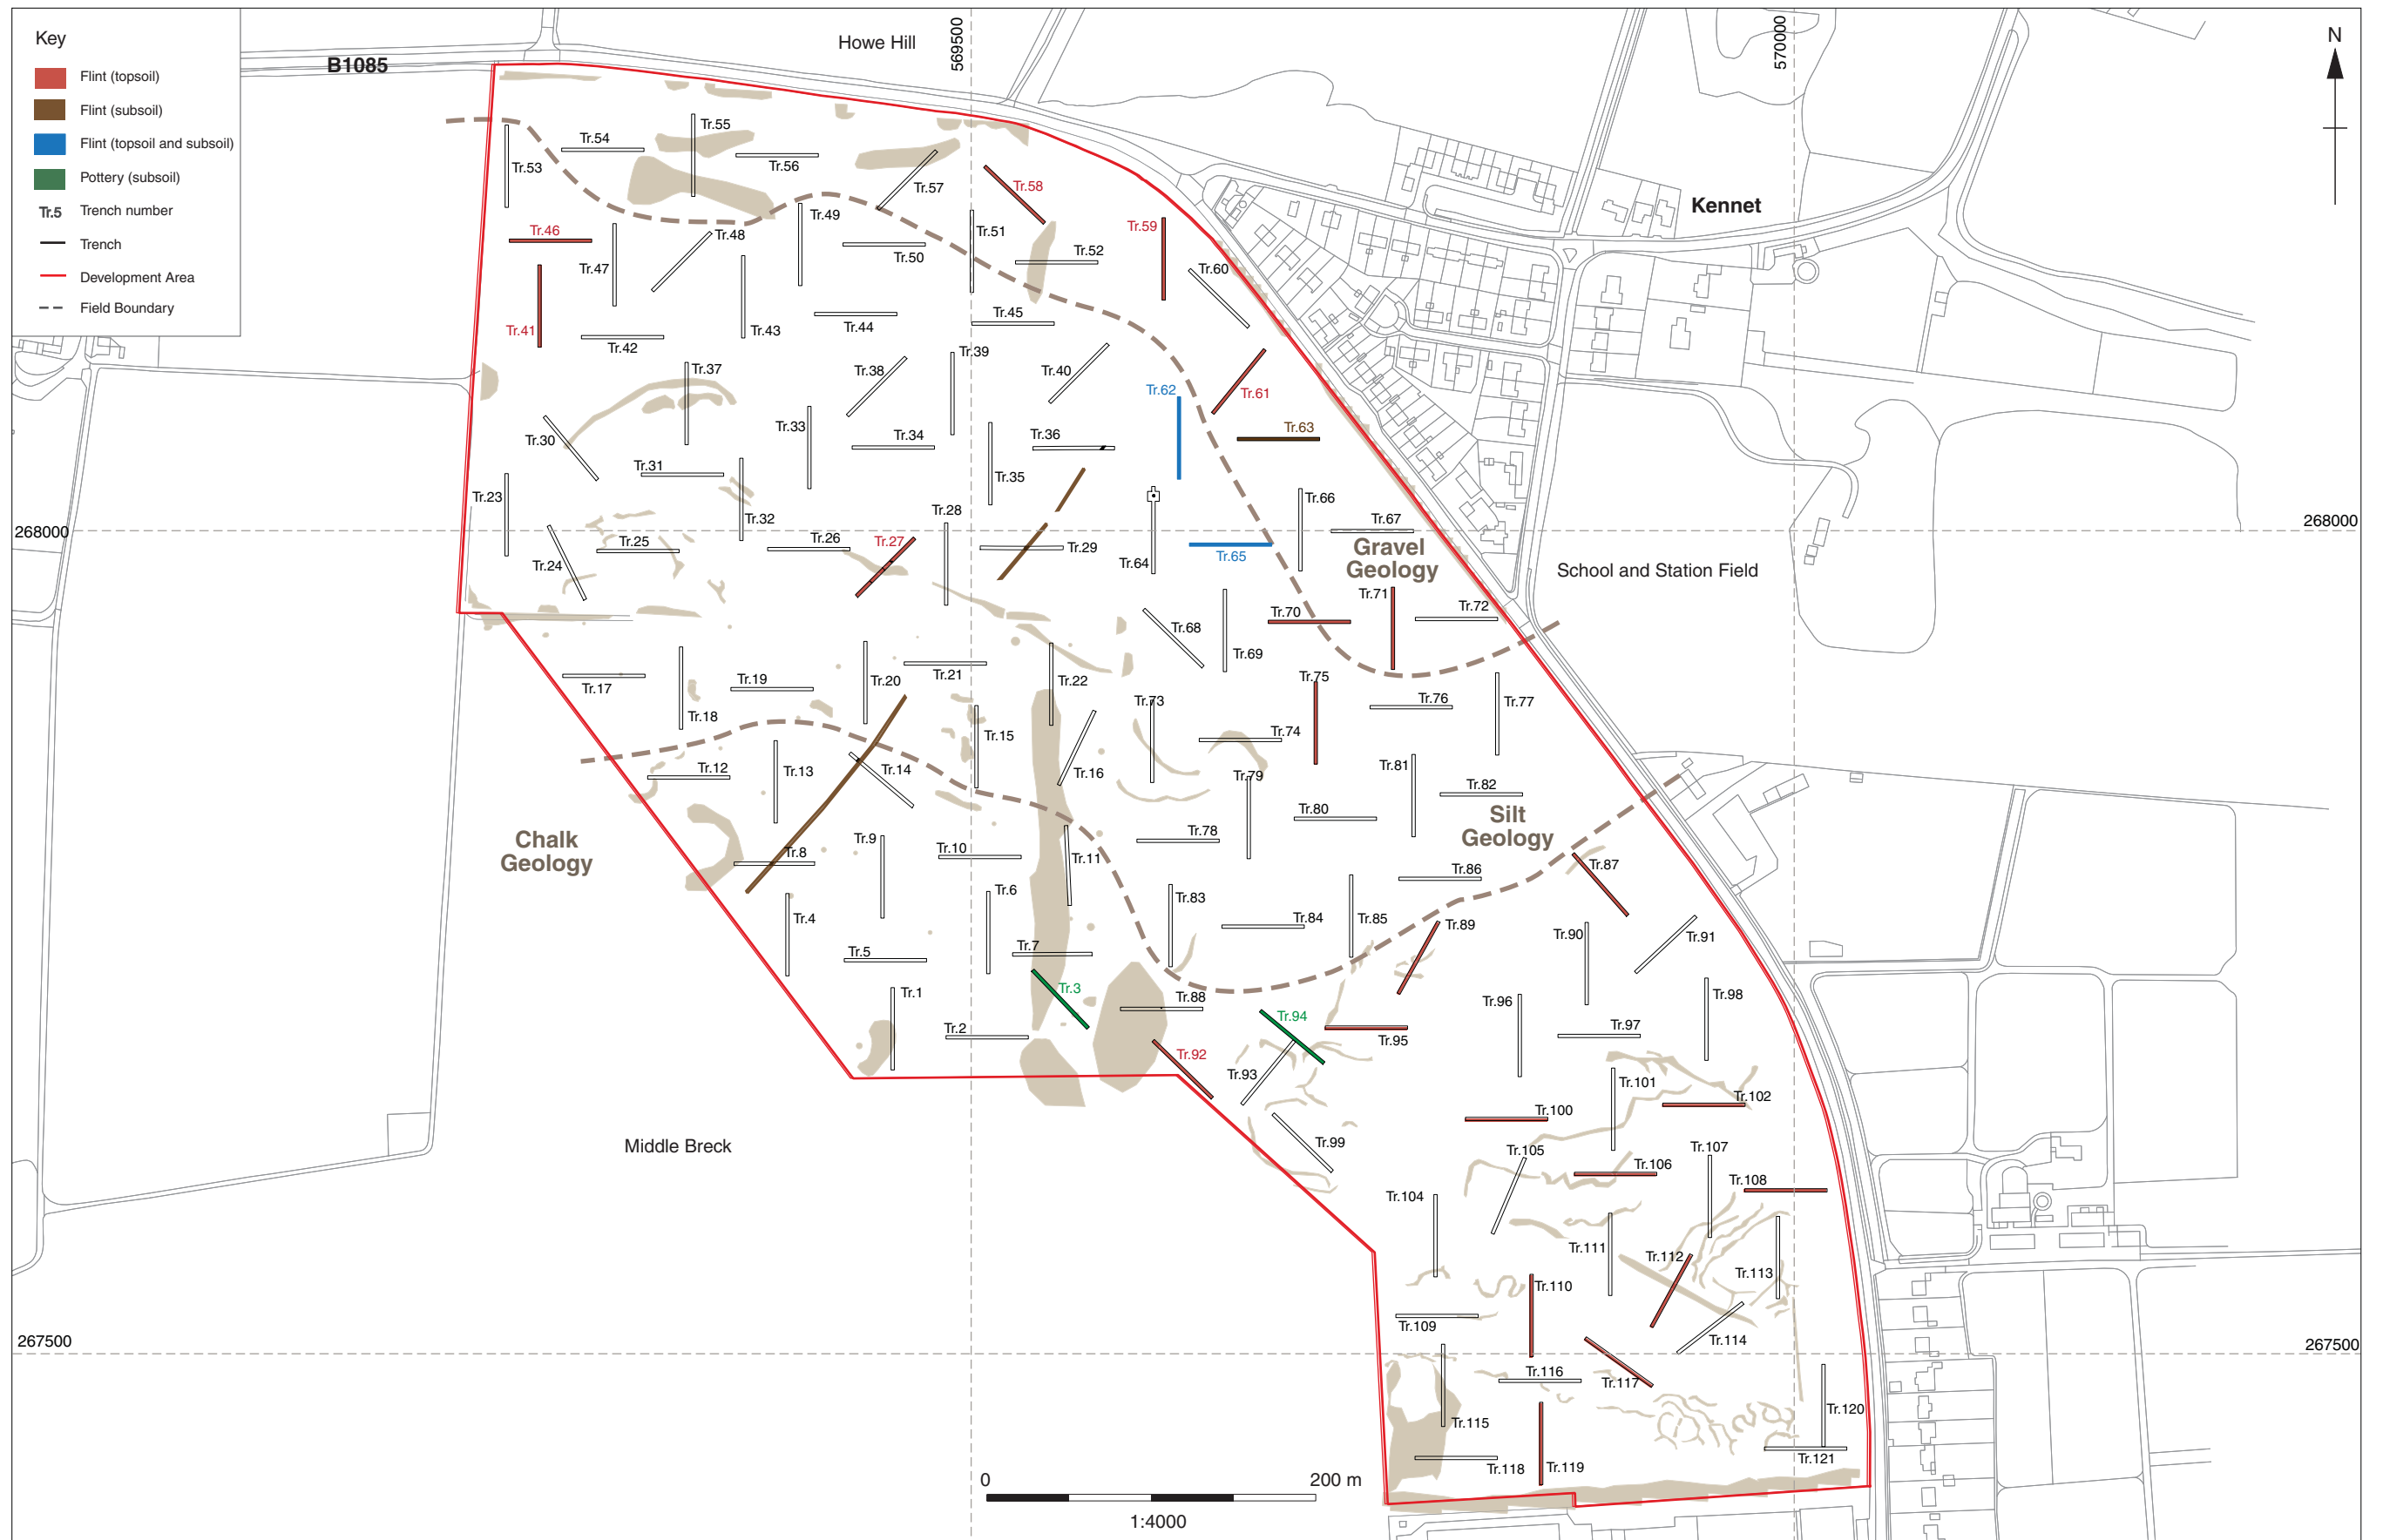 Key
Flint (topsoil)
Flint (subsoil)
Flint (topsoil and subsoil)
Pottery (subsoil)
Tr.5 Trench number
Trench
Development Area
Field Boundary
B1085
Howe Hill
569500
570000
N
Kennet
Tr.53
Tr.54
Tr.55
Tr.56
Tr.57
Tr.58
Tr.59
Tr.46
Tr.47
Tr.48
Tr.49
Tr.50
Tr.51
Tr.52
Tr.60
Tr.41
Tr.42
Tr.43
Tr.44
Tr.45
Tr.37
Tr.38
Tr.39
Tr.40
Tr.62
Tr.61
Tr.30
Tr.31
Tr.33
Tr.34
Tr.36
Tr.63
Tr.23
Tr.32
Tr.28
Tr.35
Tr.66
Tr.67
268000
268000
Tr.24
Tr.25
Tr.26
Tr.27
Tr.29
Tr.64
Tr.65
Gravel
Geology
School and Station Field
Tr.68
Tr.69
Tr.70
Tr.71
Tr.72
Tr.17
Tr.18
Tr.19
Tr.20
Tr.21
Tr.22
Tr.73
Tr.75
Tr.76
Tr.77
Tr.12
Tr.13
Tr.14
Tr.15
Tr.16
Tr.74
Tr.79
Tr.81
Tr.82
Chalk
Geology
Tr.8
Tr.9
Tr.10
Tr.11
Tr.78
Tr.80
Silt
Geology
Tr.86
Tr.87
Tr.4
Tr.5
Tr.6
Tr.7
Tr.83
Tr.84
Tr.85
Tr.89
Tr.90
Tr.91
Tr.1
Tr.2
Tr.3
Tr.88
Tr.94
Tr.95
Tr.96
Tr.97
Tr.98
Tr.92
Tr.93
Tr.99
Tr.100
Tr.101
Tr.102
Middle Breck
Tr.104
Tr.105
Tr.106
Tr.107
Tr.108
Tr.109
Tr.110
Tr.111
Tr.112
Tr.113
Tr.114
267500
267500
Tr.115
Tr.116
Tr.117
Tr.118
Tr.119
Tr.120
Tr.121
0
200 m
1:4000